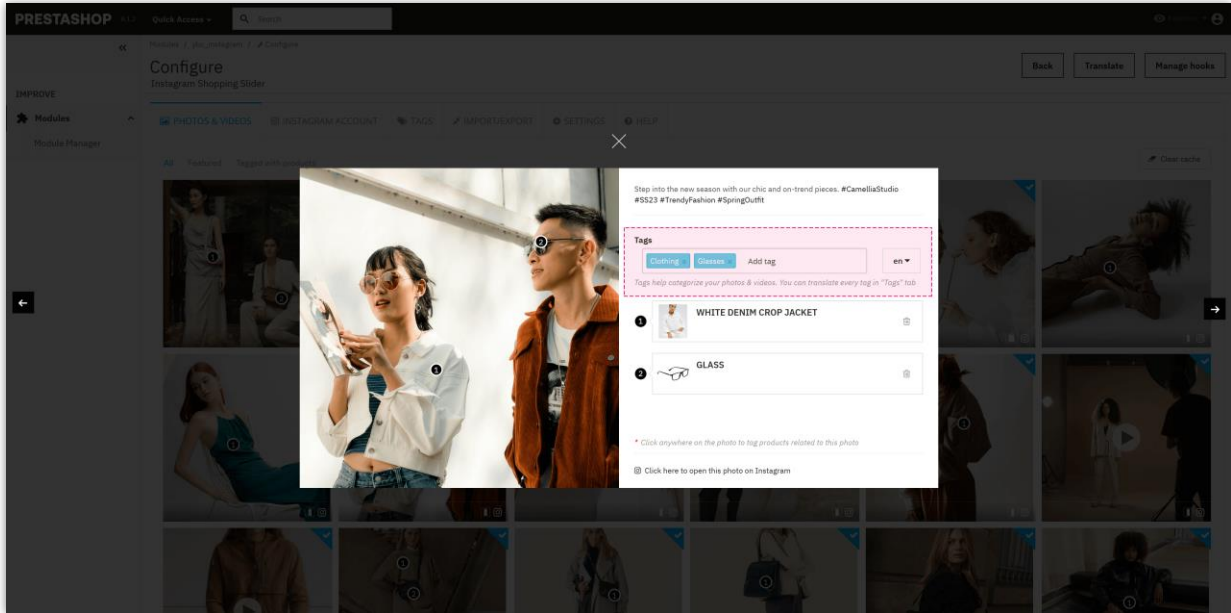 PRESTASHOP 8.1.2 Quick Access Search
Modules / / Configure
Configure
Instagram Shopping Slider
Back Translate Manage hooks
IMPROVE
Modules
Module Manager
PHOTOS & VIDEOS INSTAGRAM ACCOUNT TAGS IMPORT/EXPORT SETTINGS HELP
All Featured Tagged with products
Clear cache
Step into the new season with our chic and on-trend pieces. #CamelliaStudio
#SS23 #TrendyFashion #SpringOutfit
Tags
Clothing × Glasses × Add tag en
Tags help categorize your photos & videos. You can translate every tag in "Tags" tab
1 WHITE DENIM CROP JACKET
2 GLASS
* Click anywhere on the photo to tag products related to this photo
Click here to open this photo on Instagram